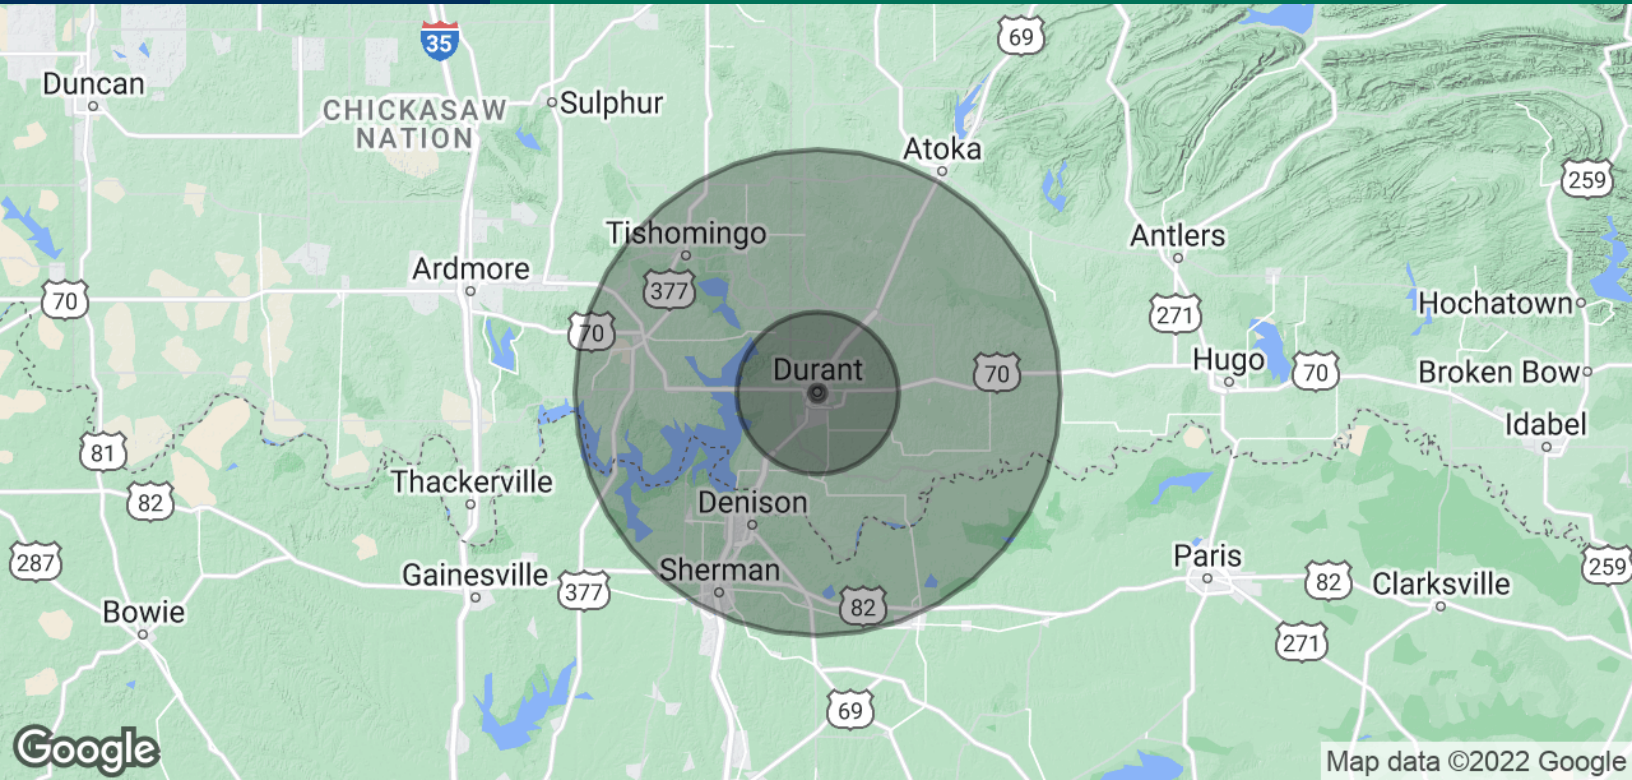 35
69
Duncan
CHICKASAW
NATION
Sulphur
Atoka
259
Tishomingo
Antlers
Ardmore
377
70
271
Hochatown
70
Durant
70
Hugo
70
Broken Bow
Idabel
81
Thackerville
82
Denison
287
Gainesville
377
Sherman
82
Paris
82
Clarksville
259
Bowie
271
69
Google
Map data ©2022 Google